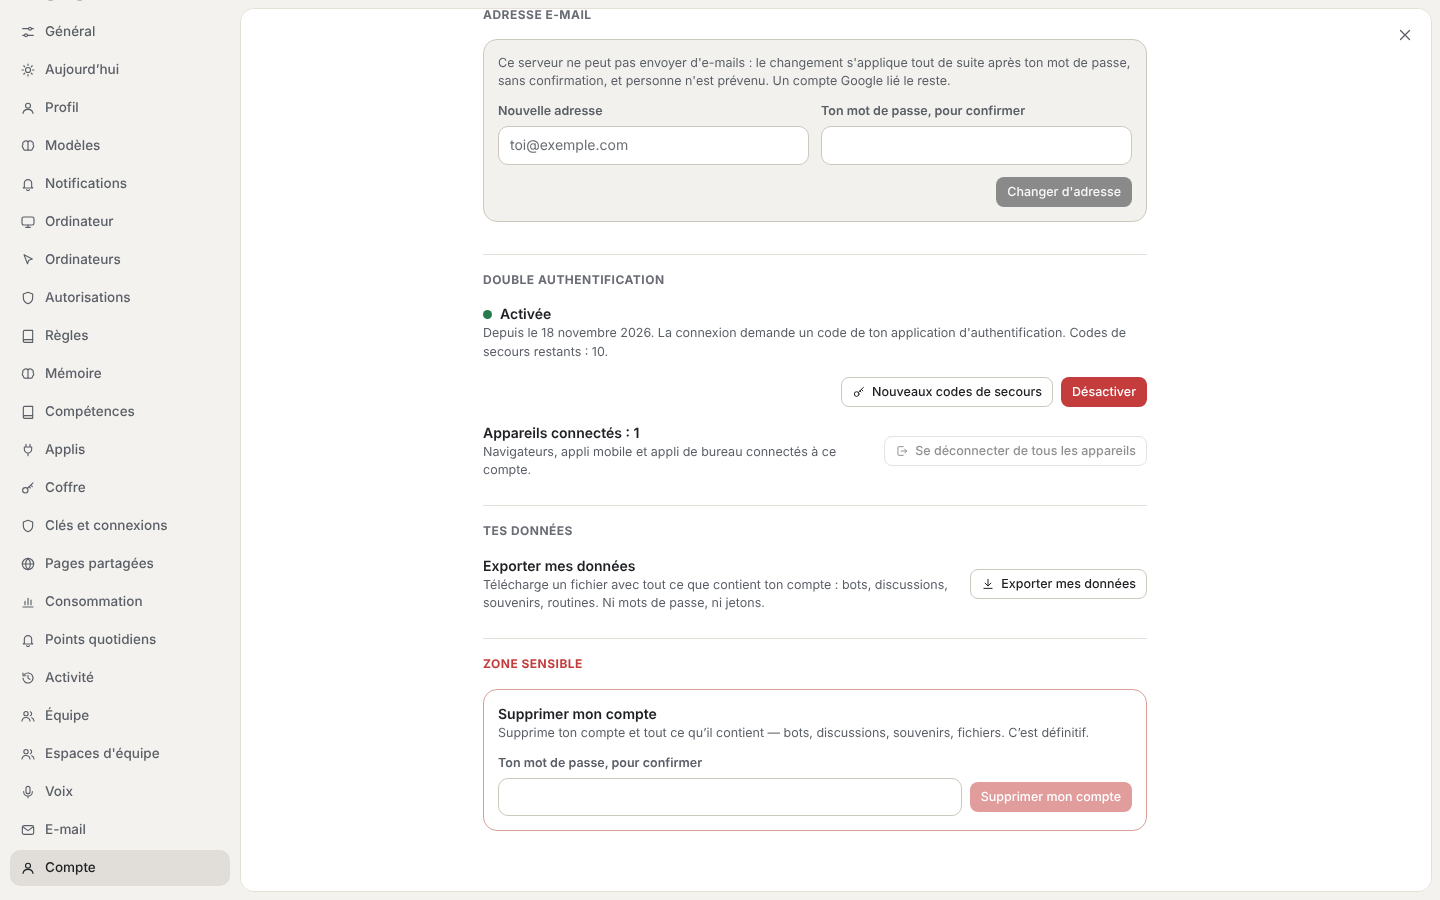 Général
Aujourd’hui
Profil
Modèles
Notifications
Ordinateur
Ordinateurs
Autorisations
Règles
Mémoire
Compétences
Applis
Coffre
Clés et connexions
Pages partagées
Consommation
Points quotidiens
Activité
Équipe
Espaces d'équipe
Voix
E-mail
Compte
ADRESSE E-MAIL
Ce serveur ne peut pas envoyer d'e-mails : le changement s'applique tout de suite après ton mot de passe,
sans confirmation, et personne n'est prévenu. Un compte Google lié le reste.
Nouvelle adresse
Ton mot de passe, pour confirmer
toi@exemple.com
Changer d'adresse
DOUBLE AUTHENTIFICATION
Activée
Depuis le 18 novembre 2026. La connexion demande un code de ton application d'authentification. Codes de
secours restants : 10.
Nouveaux codes de secours
Désactiver
Appareils connectés : 1
Navigateurs, appli mobile et appli de bureau connectés à ce
compte.
Se déconnecter de tous les appareils
TES DONNÉES
Exporter mes données
Télécharge un fichier avec tout ce que contient ton compte : bots, discussions,
souvenirs, routines. Ni mots de passe, ni jetons.
Exporter mes données
ZONE SENSIBLE
Supprimer mon compte
Supprime ton compte et tout ce qu’il contient — bots, discussions, souvenirs, fichiers. C’est définitif.
Ton mot de passe, pour confirmer
Supprimer mon compte